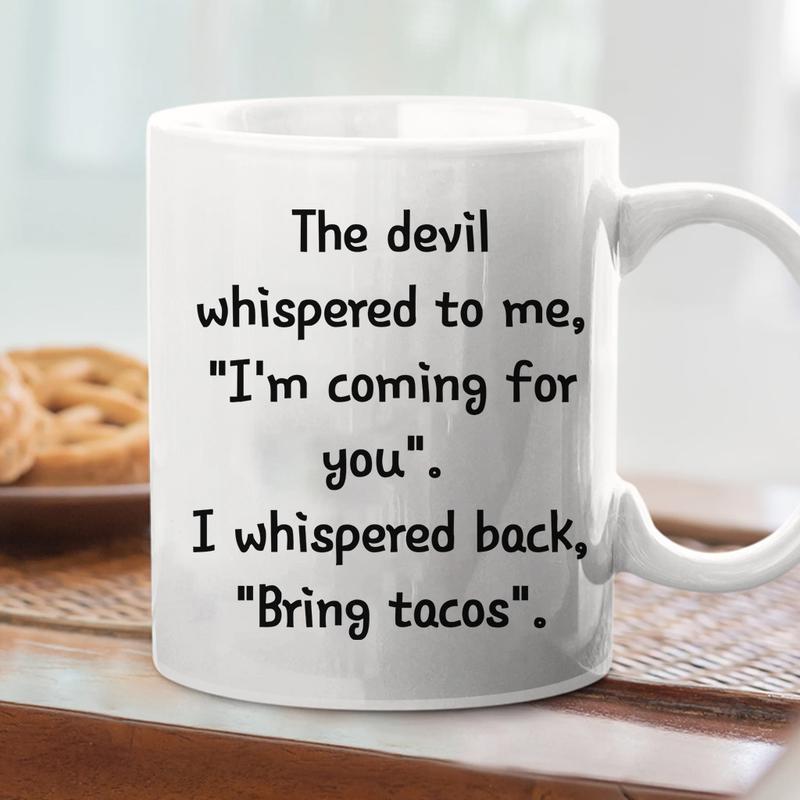 The devil
whispered to me,
"I'm coming for
you".
I whispered back,
"Bring tacos".